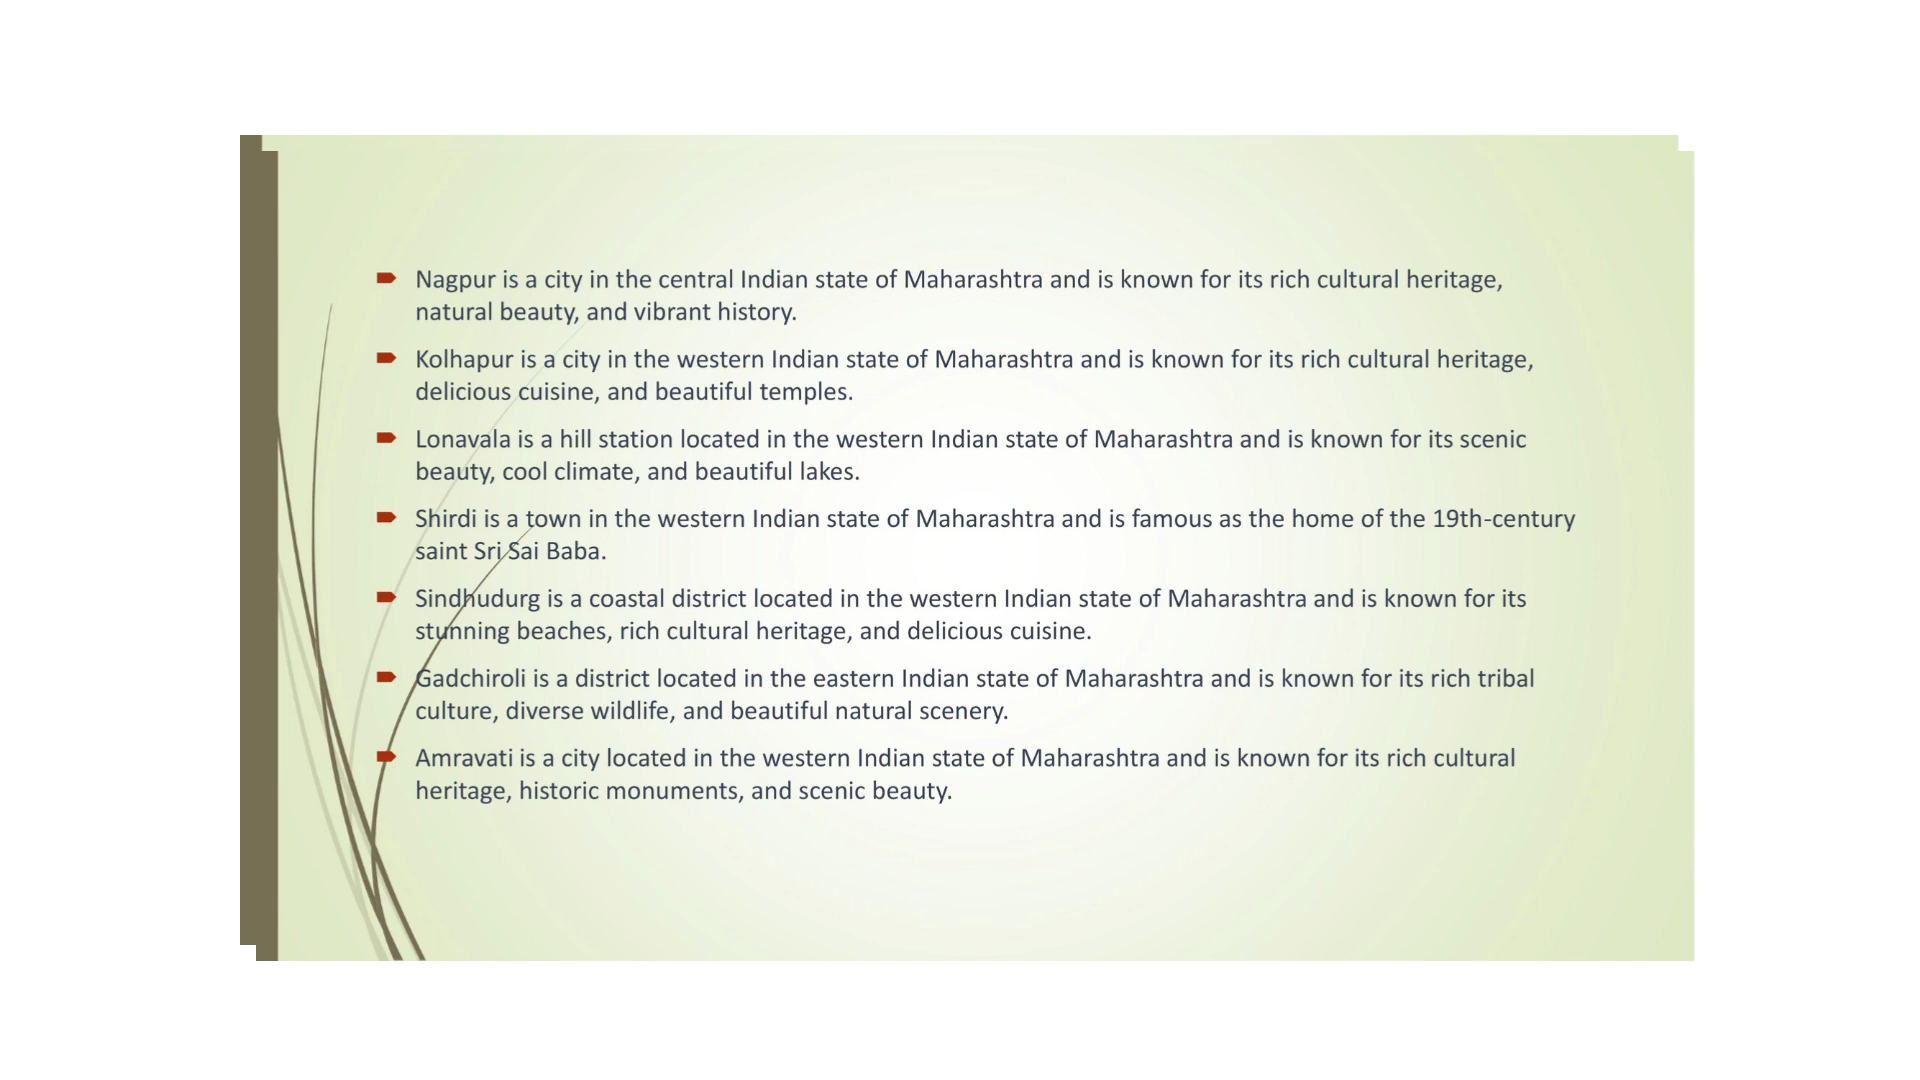 Nagpur is a city in the central Indian state of Maharashtra and is known for its rich cultural heritage,
natural beauty, and vibrant history.
Kolhapur is a city in the western Indian state of Maharashtra and is known for its rich cultural heritage,
delicious cuisine, and beautiful temples.
Lonavala is a hill station located in the western Indian state of Maharashtra and is known for its scenic
beauty, cool climate, and beautiful lakes.
Shirdi is a town in the western Indian state of Maharashtra and is famous as the home of the 19th-century
saint Sri Sai Baba.
Sindhudurg is a coastal district located in the western Indian state of Maharashtra and is known for its
stunning beaches, rich cultural heritage, and delicious cuisine.
Gadchiroli is a district located in the eastern Indian state of Maharashtra and is known for its rich tribal
culture, diverse wildlife, and beautiful natural scenery.
Amravati is a city located in the western Indian state of Maharashtra and is known for its rich cultural
heritage, historic monuments, and scenic beauty.